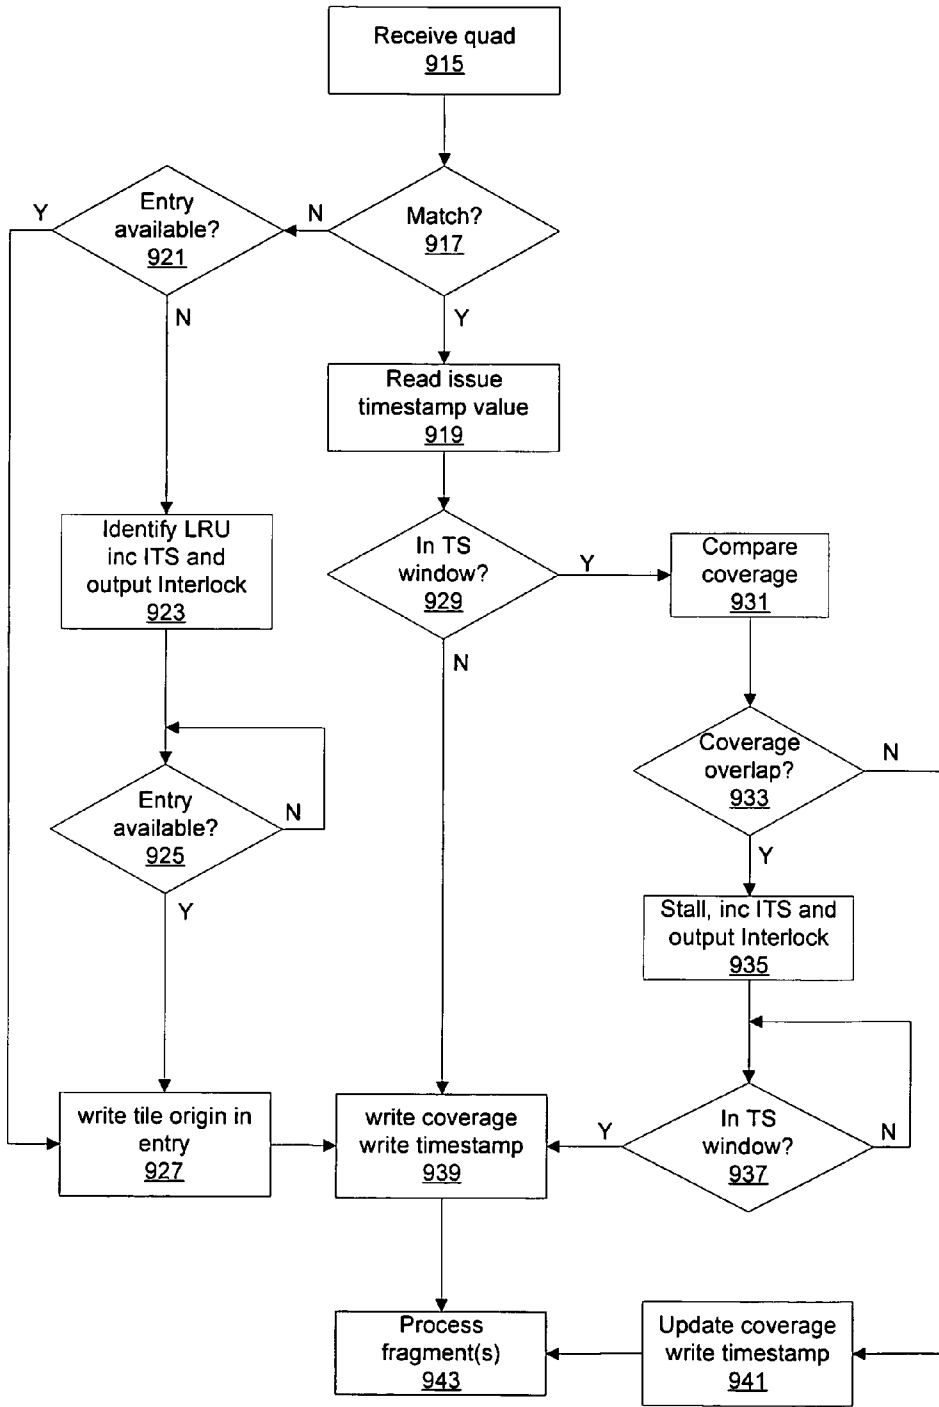 Receive quad
915
Entry
available?
921
Y
N
Match?
917
N
Y
Read issue
timestamp value
919
Identify LRU
inc ITS and
output Interlock
923
In TS
window?
929
Y
N
Compare
coverage
931
Coverage
overlap?
933
N
Y
Entry
available?
925
N
Y
Stall, inc ITS and
output Interlock
935
write tile origin in
entry
927
write coverage
write timestamp
939
Y
In TS
window?
937
N
Process
fragment(s)
943
Update coverage
write timestamp
941